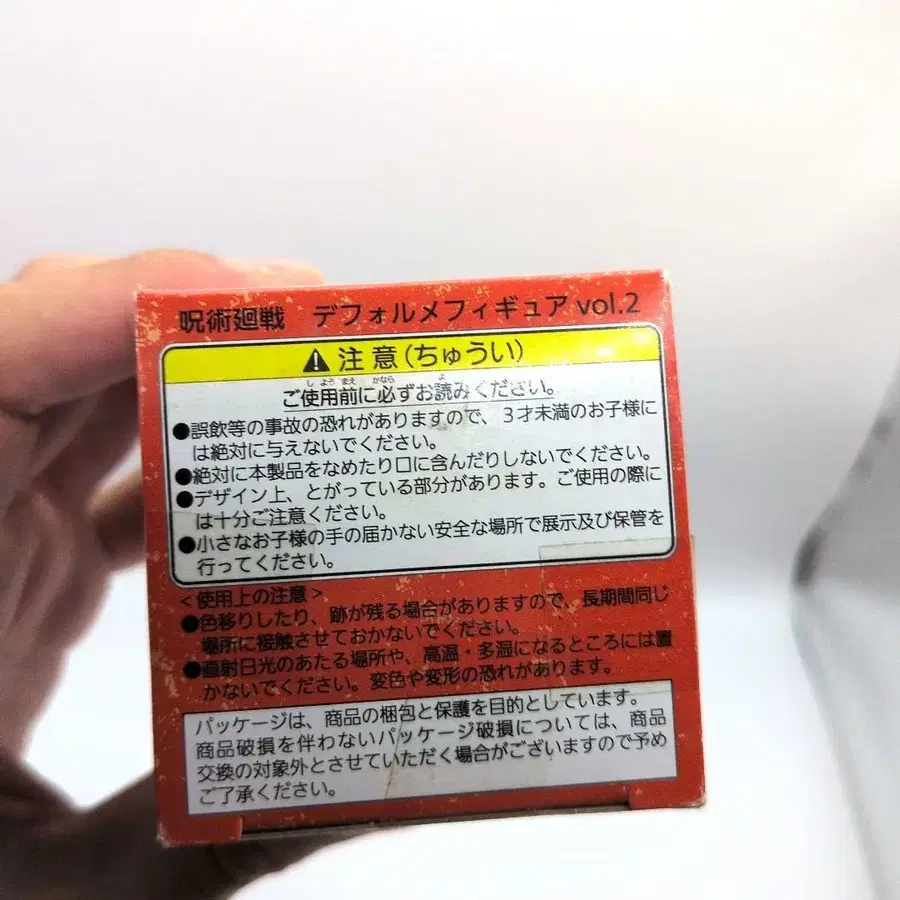 呪術廻戦 デフォルメフィギュア vol.2
⚠注意(ちゅうい)
しようまえ かなら よ
ご使用前に必ずお読みください。
●誤飲等の事故の恐れがありますので、3才未満のお子様に
は絶対に与えないでください。
●絶対に本製品をなめたり口に含んだりしないでください。
●デザイン上、とがっている部分があります。ご使用の際に
は十分ご注意ください。
●小さなお子様の手の届かない安全な場所で展示及び保管を
行ってください。
<使用上の注意>
●色移りしたり、跡が残る場合がありますので、長期間同じ
場所に接触させておかないでください。
●直射日光のあたる場所や、高温・多湿になるところには置
かないでください。変色や変形の恐れがあります。
パッケージは、商品の梱包と保護を目的としています。
商品破損を伴わないパッケージ破損については、商品
交換の対象外とさせていただく場合がございますので予め
ご了承ください。